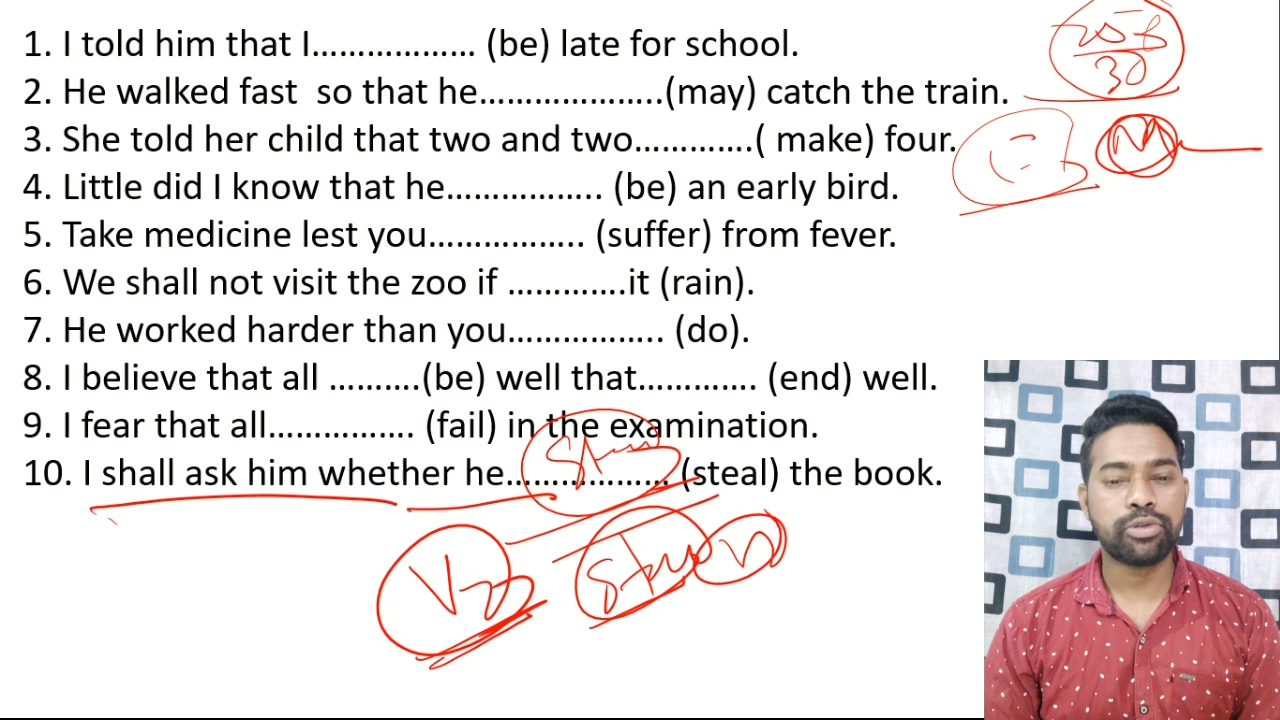 1. I told him that I.................. (be) late for school.
2. He walked fast so that he....................(may) catch the train.
3. She told her child that two and two.............( make) four.
4. Little did I know that he................. (be) an early bird.
5. Take medicine lest you................. (suffer) from fever.
6. We shall not visit the zoo if .............it (rain).
7. He worked harder than you................. (do).
8. I believe that all ..........(be) well that............. (end) well.
9. I fear that all................ (fail) in the examination.
10. I shall ask him whether he.................. (steal) the book.